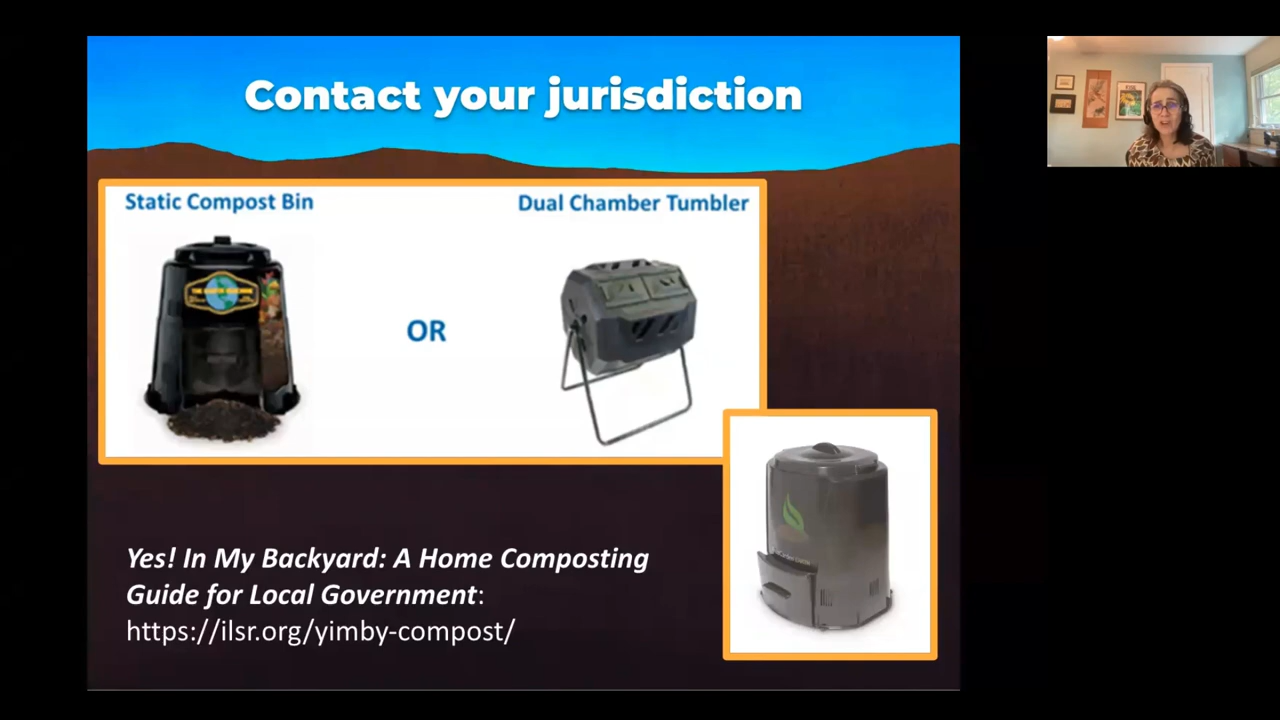 Contact your jurisdiction
Static Compost Bin
Dual Chamber Tumbler
OR
Yes! In My Backyard: A Home Composting
Guide for Local Government:
https://ilsr.org/yimby-compost/